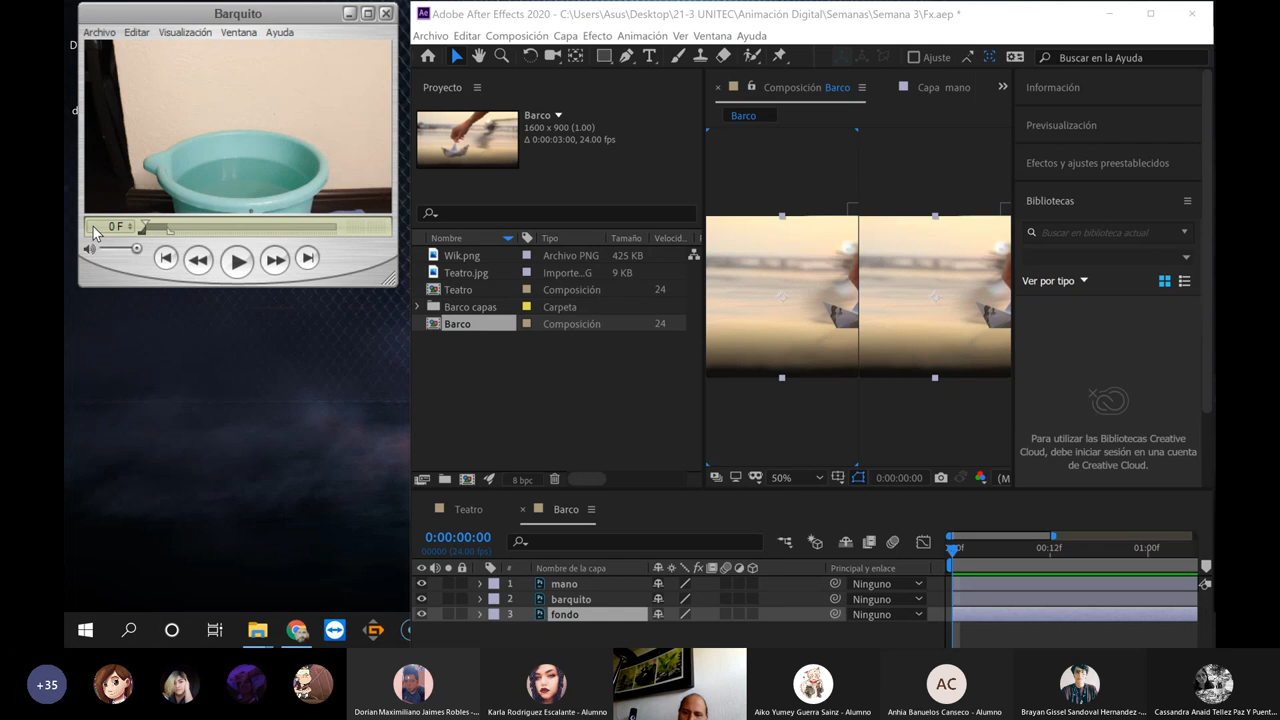 Barquito
Archivo Editar Visualización Ventana Ayuda
0 F
Adobe After Effects 2020 - C:\Users\Asus\Desktop\21-3 UNITEC\Animación Digital\Semanas\Semana 3\Fx.aep *
Archivo Editar Composición Capa Efecto Animación Ver Ventana Ayuda
Ajuste
Buscar en la Ayuda
Proyecto
Barco
1600 x 900 (1.00)
Δ 0:00:03:00, 24.00 fps
Nombre Tipo Tamaño Velocid..
Wik.png Archivo PNG 425 KB
Teatro.jpg Importe...G 9 KB
Teatro Composición 24
Barco capas Carpeta
Barco Composición 24
8 bpc
Composición Barco
Capa mano
Barco
50%
0:00:00:00
(M
Información
Previsualización
Efectos y ajustes preestablecidos
Bibliotecas
Buscar en biblioteca actual
Ver por tipo
Para utilizar las Bibliotecas Creative
Cloud, debe iniciar sesión en una cuenta
de Creative Cloud.
Teatro
Barco
0:00:00:00
00000 (24.00 fps)
00:12f
01:00f
# Nombre de la capa
Principal y enlace
1 mano Ninguno
2 barquito Ninguno
3 fondo Ninguno
+35
Dorian Maximiliano Jaimes Robles -...
Karla Rodriguez Escalante - Alumno
Aiko Yumey Guerra Sainz - Alumno
AC
Anhia Banuelos Canseco - Alumno
Brayan Gissel Sandoval Hernandez -...
Cassandra Anaid Tellez Paz Y Puent...